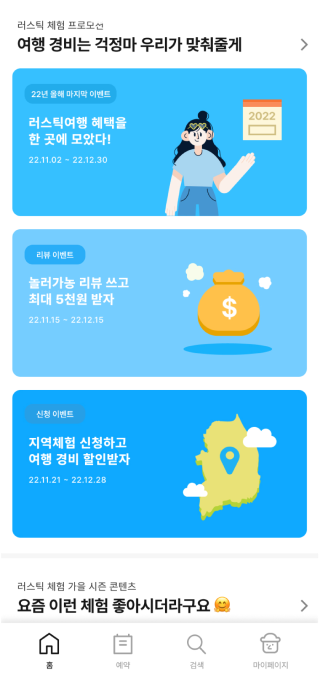 러스틱 체험 프로모션
여행 경비는 걱정마 우리가 맞춰줄게
22년 올해 마지막 이벤트
러스틱여행 혜택을
한 곳에 모았다!
22.11.02 ~ 22.12.30
2022
리뷰 이벤트
놀러가농 리뷰 쓰고
최대 5천원 받자
22.11.15 ~ 22.12.15
$
신청 이벤트
지역체험 신청하고
여행 경비 할인받자
22.11.21 ~ 22.12.28
러스틱 체험 가을 시즌 콘텐츠
요즘 이런 체험 좋아시더라구요 🤗
홈
예약
검색
마이페이지